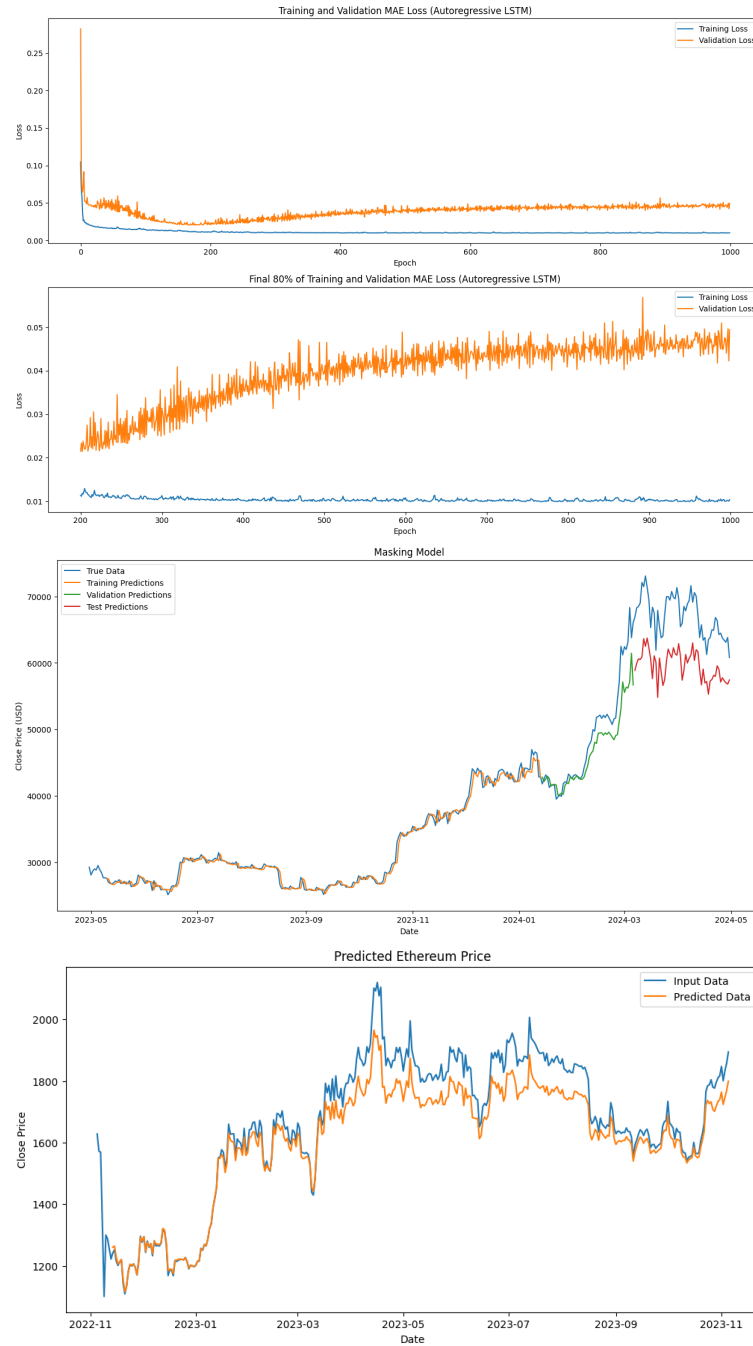 Training and Validation MAE Loss (Autoregressive LSTM)
Training Loss
Validation Loss
0.25
0.20
0.15
0.10
0.05
0.00
Loss
0 200 400 600 800 1000
Epoch
Final 80% of Training and Validation MAE Loss (Autoregressive LSTM)
Training Loss
Validation Loss
0.05
0.04
0.03
0.02
0.01
Loss
200 300 400 500 600 700 800 900 1000
Epoch
Masking Model
True Data
Training Predictions
Validation Predictions
Test Predictions
70000
60000
50000
40000
30000
Close Price (USD)
2023-05 2023-07 2023-09 2023-11 2024-01 2024-03 2024-05
Date
Predicted Ethereum Price
Input Data
Predicted Data
2000
1800
1600
1400
1200
Close Price
2022-11 2023-01 2023-03 2023-05 2023-07 2023-09 2023-11
Date